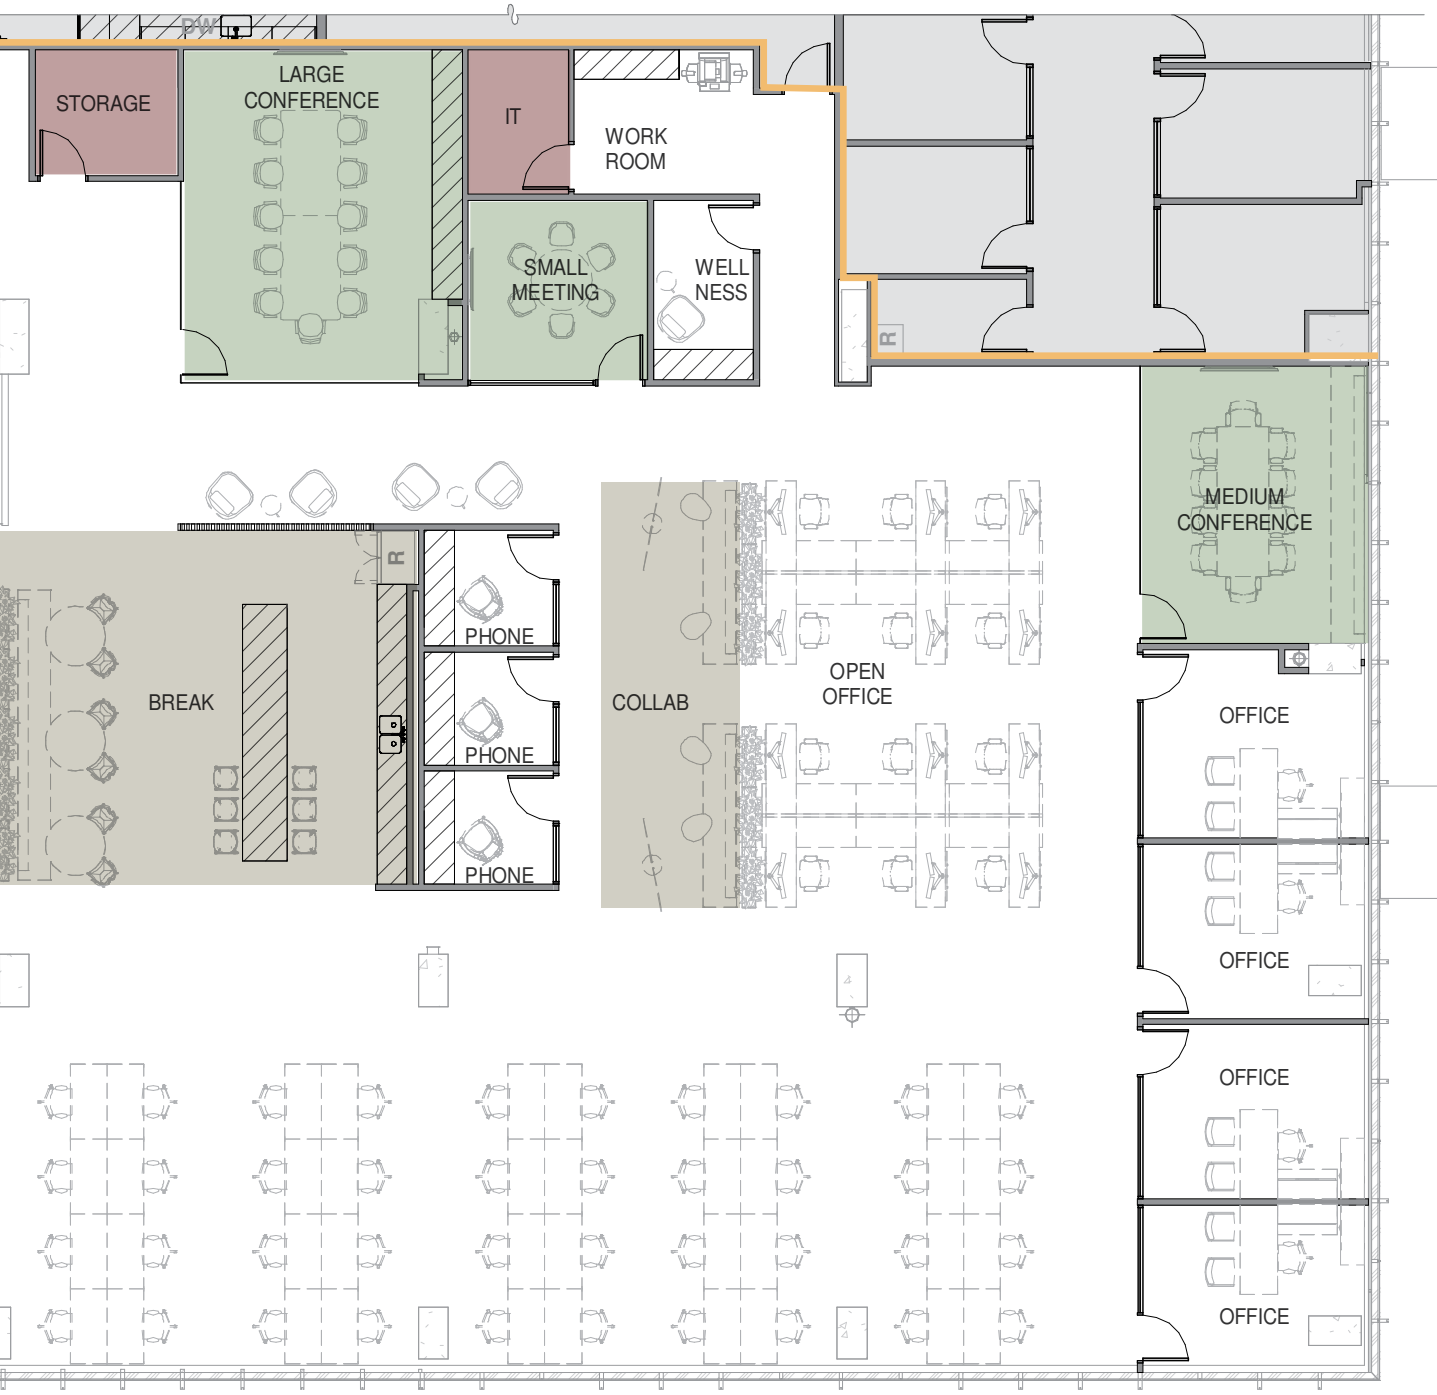 DW
LARGE
CONFERENCE
STORAGE
IT
WORK
ROOM
SMALL
MEETING
WELL
NESS
R
MEDIUM
CONFERENCE
R
PHONE
BREAK
COLLAB
OPEN
OFFICE
OFFICE
PHONE
PHONE
OFFICE
OFFICE
OFFICE